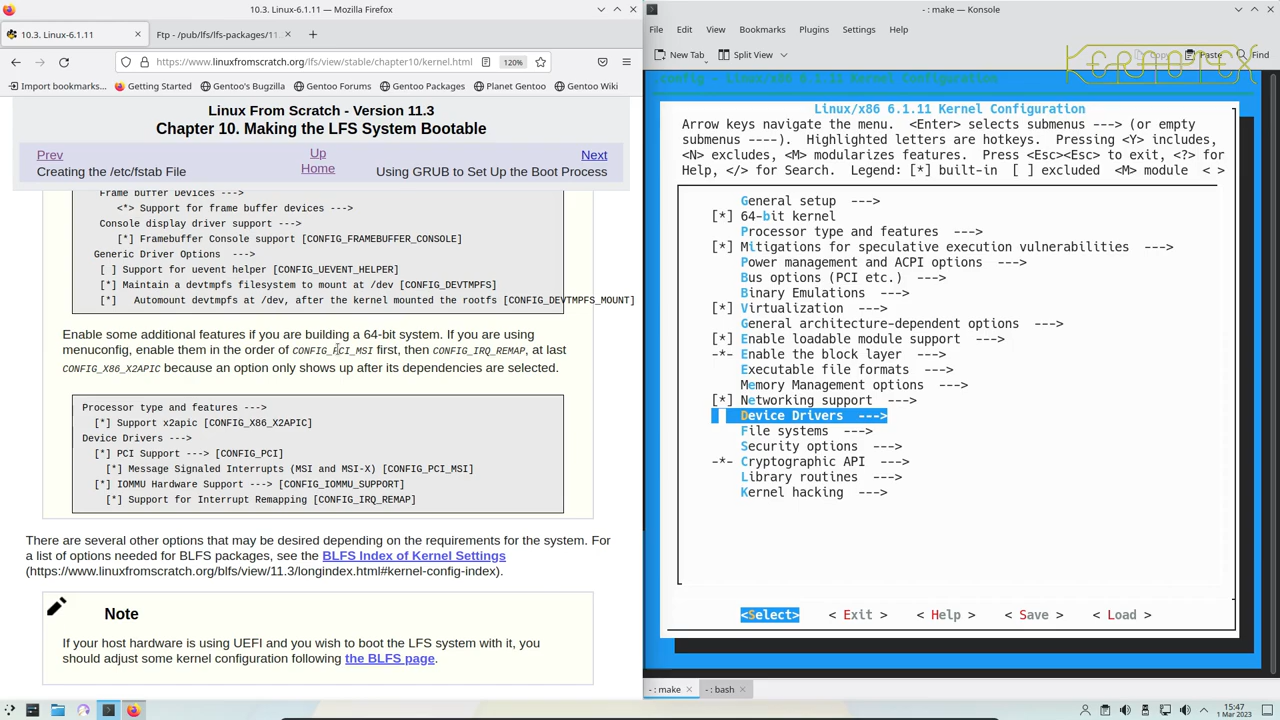 10.3. Linux-6.1.11 — Mozilla Firefox
10.3. Linux-6.1.11
Ftp - /pub/lfs/lfs-packages/11.
https://www.linuxfromscratch.org/lfs/view/stable/chapter10/kernel.html
120%
Import bookmarks...
Getting Started
Gentoo's Bugzilla
Gentoo Forums
Gentoo Packages
Planet Gentoo
Gentoo Wiki
Linux From Scratch - Version 11.3
Chapter 10. Making the LFS System Bootable
Prev
Up
Next
Creating the /etc/fstab File
Home
Using GRUB to Set Up the Boot Process
Frame buffer Devices --->
<*> Support for frame buffer devices --->
Console display driver support --->
[*] Framebuffer Console support [CONFIG_FRAMEBUFFER_CONSOLE]
Generic Driver Options --->
[ ] Support for uevent helper [CONFIG_UEVENT_HELPER]
[*] Maintain a devtmpfs filesystem to mount at /dev [CONFIG_DEVTMPFS]
[*] Automount devtmpfs at /dev, after the kernel mounted the rootfs [CONFIG_DEVTMPFS_MOUNT]
Enable some additional features if you are building a 64-bit system. If you are using
menuconfig, enable them in the order of CONFIG_PCI_MSI first, then CONFIG_IRQ_REMAP, at last
CONFIG_X86_X2APIC because an option only shows up after its dependencies are selected.
Processor type and features --->
[*] Support x2apic [CONFIG_X86_X2APIC]
Device Drivers --->
[*] PCI Support ---> [CONFIG_PCI]
[*] Message Signaled Interrupts (MSI and MSI-X) [CONFIG_PCI_MSI]
[*] IOMMU Hardware Support ---> [CONFIG_IOMMU_SUPPORT]
[*] Support for Interrupt Remapping [CONFIG_IRQ_REMAP]
There are several other options that may be desired depending on the requirements for the system. For
a list of options needed for BLFS packages, see the BLFS Index of Kernel Settings
(https://www.linuxfromscratch.org/blfs/view/11.3/longindex.html#kernel-config-index).
Note
If your host hardware is using UEFI and you wish to boot the LFS system with it, you
should adjust some kernel configuration following the BLFS page.
- : make — Konsole
File Edit View Bookmarks Plugins Settings Help
New Tab
Split View
Copy
Paste
Find
KERNOTEX
.config - Linux/x86 6.1.11 Kernel Configuration
Linux/x86 6.1.11 Kernel Configuration
Arrow keys navigate the menu. <Enter> selects submenus ---> (or empty
submenus ----). Highlighted letters are hotkeys. Pressing <Y> includes,
<N> excludes, <M> modularizes features. Press <Esc><Esc> to exit, <?> for
Help, </> for Search. Legend: [*] built-in [ ] excluded <M> module < >
General setup --->
[*] 64-bit kernel
Processor type and features --->
[*] Mitigations for speculative execution vulnerabilities --->
Power management and ACPI options --->
Bus options (PCI etc.) --->
Binary Emulations --->
[*] Virtualization --->
General architecture-dependent options --->
[*] Enable loadable module support --->
-*- Enable the block layer --->
Executable file formats --->
Memory Management options --->
[*] Networking support --->
Device Drivers --->
File systems --->
Security options --->
-*- Cryptographic API --->
Library routines --->
Kernel hacking --->
<Select> < Exit > < Help > < Save > < Load >
- : make
- : bash
15:47
1 Mar 2023